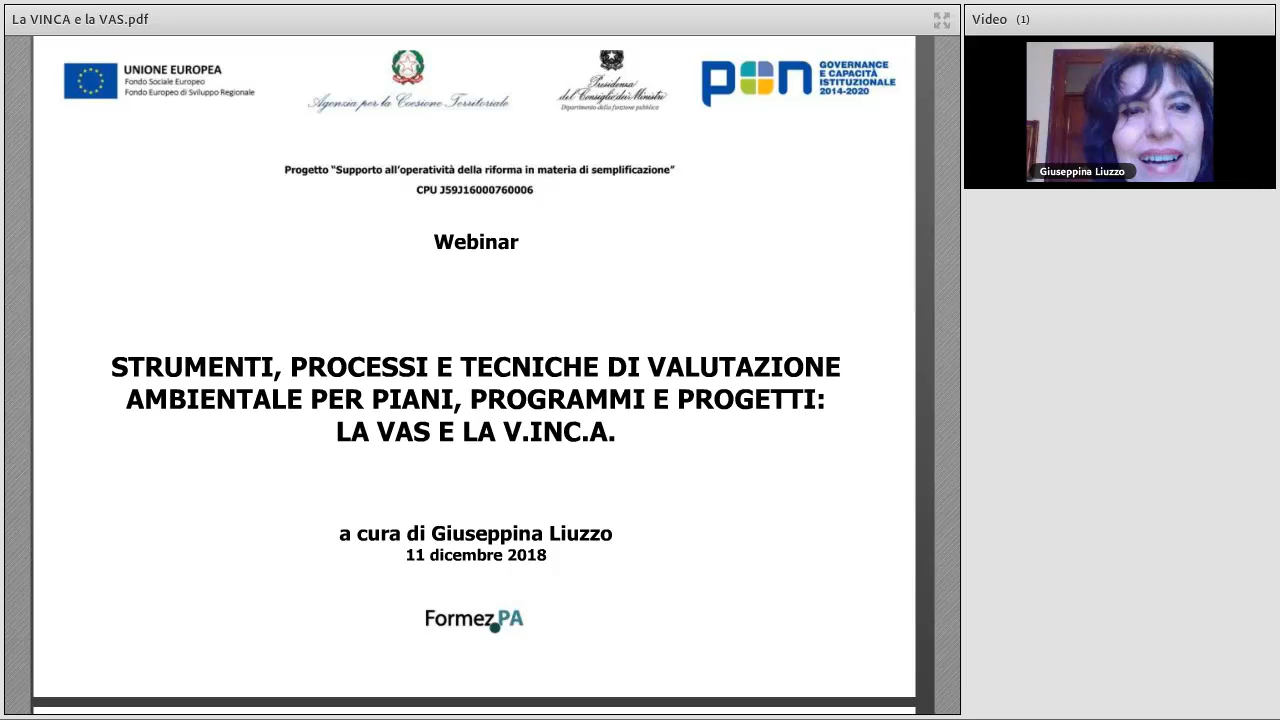 La VINCA e la VAS.pdf
Video (1)
UNIONE EUROPEA
Fondo Sociale Europeo
Fondo Europeo di Sviluppo Regionale
Agenzia per la Coesione Territoriale
Presidenza
del Consiglio dei Ministri
Dipartimento della funzione pubblica
pon
GOVERNANCE
E CAPACITÀ
ISTITUZIONALE
2014-2020
Giuseppina Liuzzo
Progetto “Supporto all’operatività della riforma in materia di semplificazione”
CPU J59J16000760006
Webinar
STRUMENTI, PROCESSI E TECNICHE DI VALUTAZIONE
AMBIENTALE PER PIANI, PROGRAMMI E PROGETTI:
LA VAS E LA V.INC.A.
a cura di Giuseppina Liuzzo
11 dicembre 2018
Formez.PA